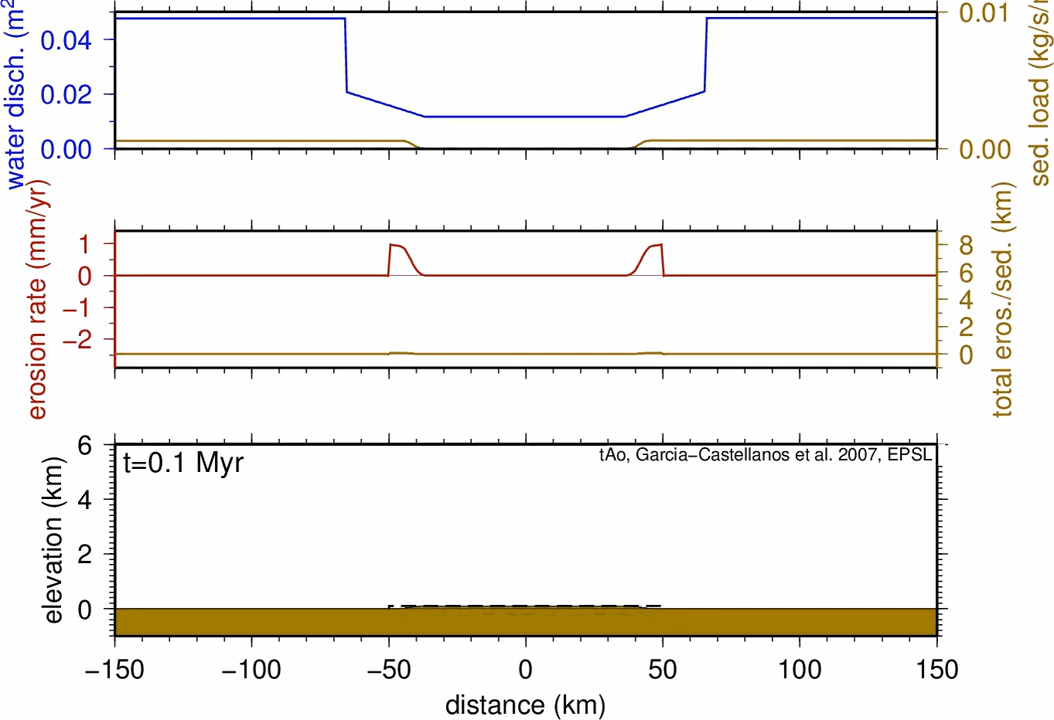 water disch. (m2
0.04
0.02
0.00
0.01
0.00
sed. load (kg/s/
erosion rate (mm/yr)
1
0
−1
−2
8
6
4
2
0
total eros./sed. (km)
t=0.1 Myr
tAo, Garcia−Castellanos et al. 2007, EPSL
elevation (km)
6
4
2
0
−150 −100 −50 0 50 100 150
distance (km)